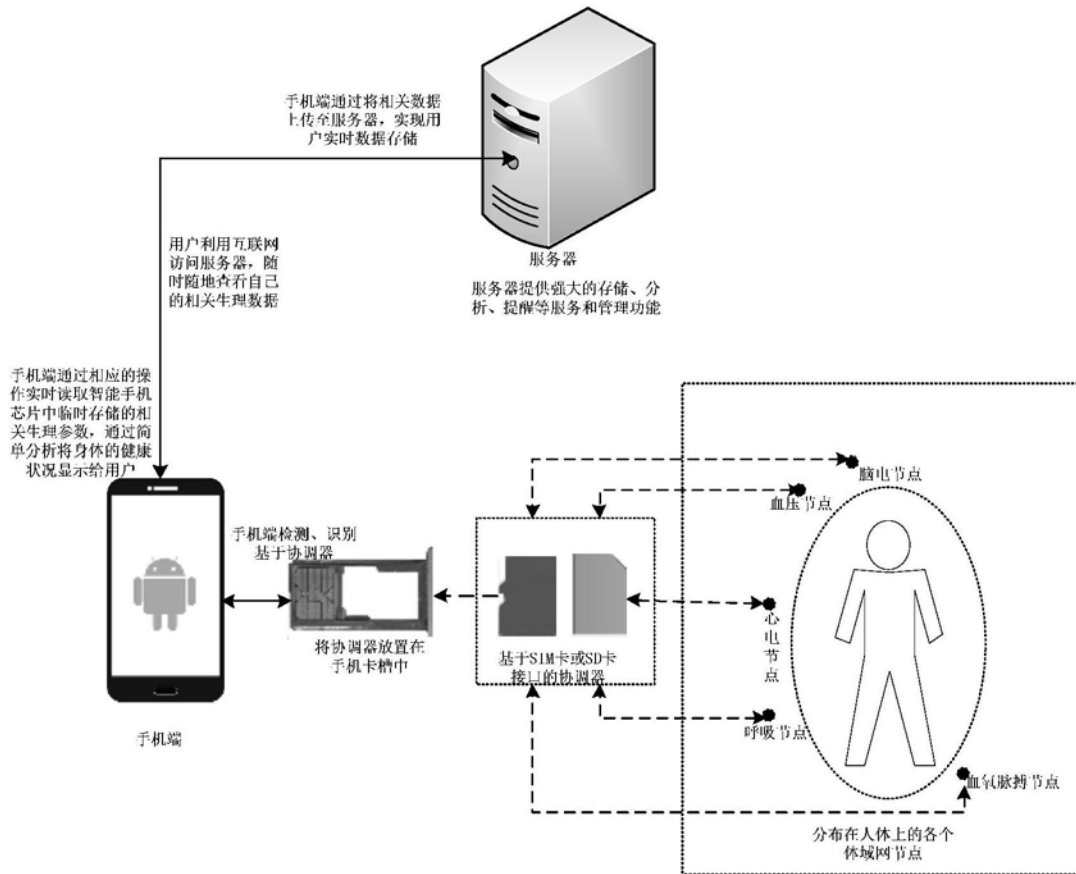 手机端通过将相关数据
上传至服务器，实现用
户实时数据存储
用户利用互联网
访问服务器，随
时随地查看自己
的相关生理数据
服务器
服务器提供强大的存储、分
析、提醒等服务和管理功能
手机端通过相应的操
作实时读取智能手机
芯片中临时存储的相
关生理参数，通过简
单分析将身体的健康
状况显示给用户
手机端
手机端检测、识别
基于协调器
将协调器放置在
手机卡槽中
基于SIM卡或SD卡
接口的协调器
脑电节点
血压节点
心
电
节
点
呼吸节点
血氧脉搏节点
分布在人体上的各个
体域网节点